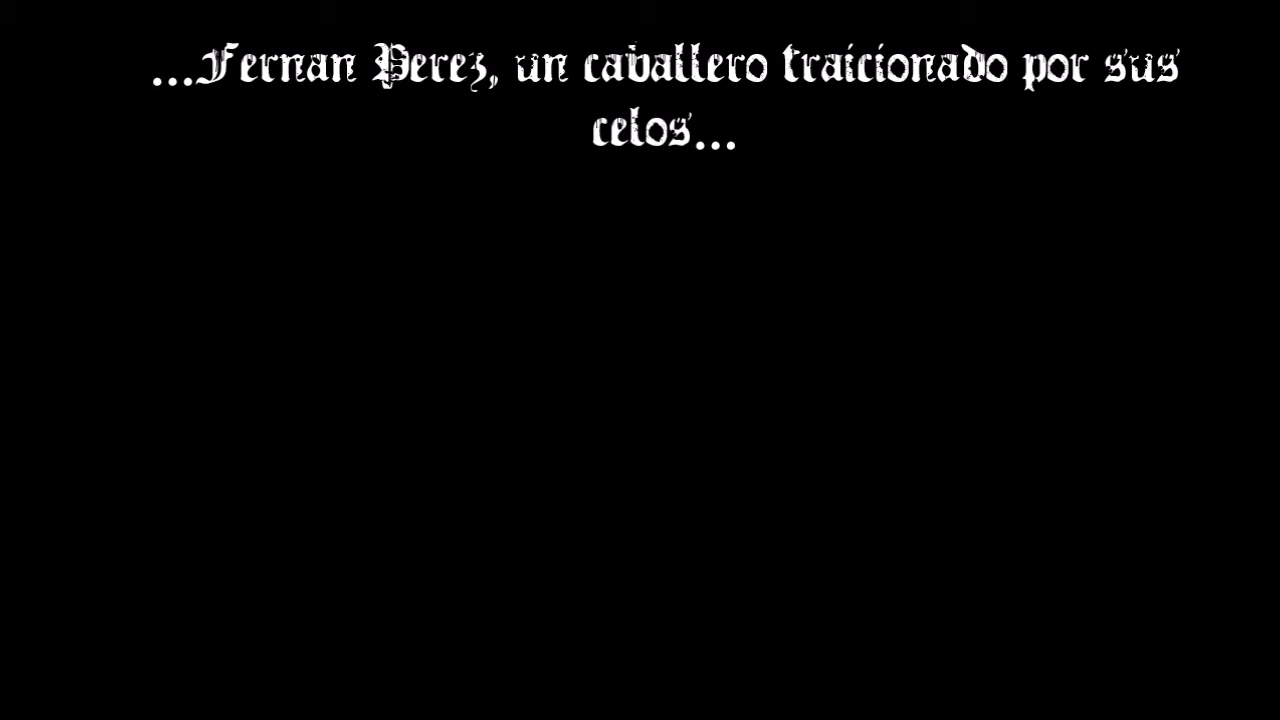 ...Fernan Perez, un caballero traicionado por sus
celos...